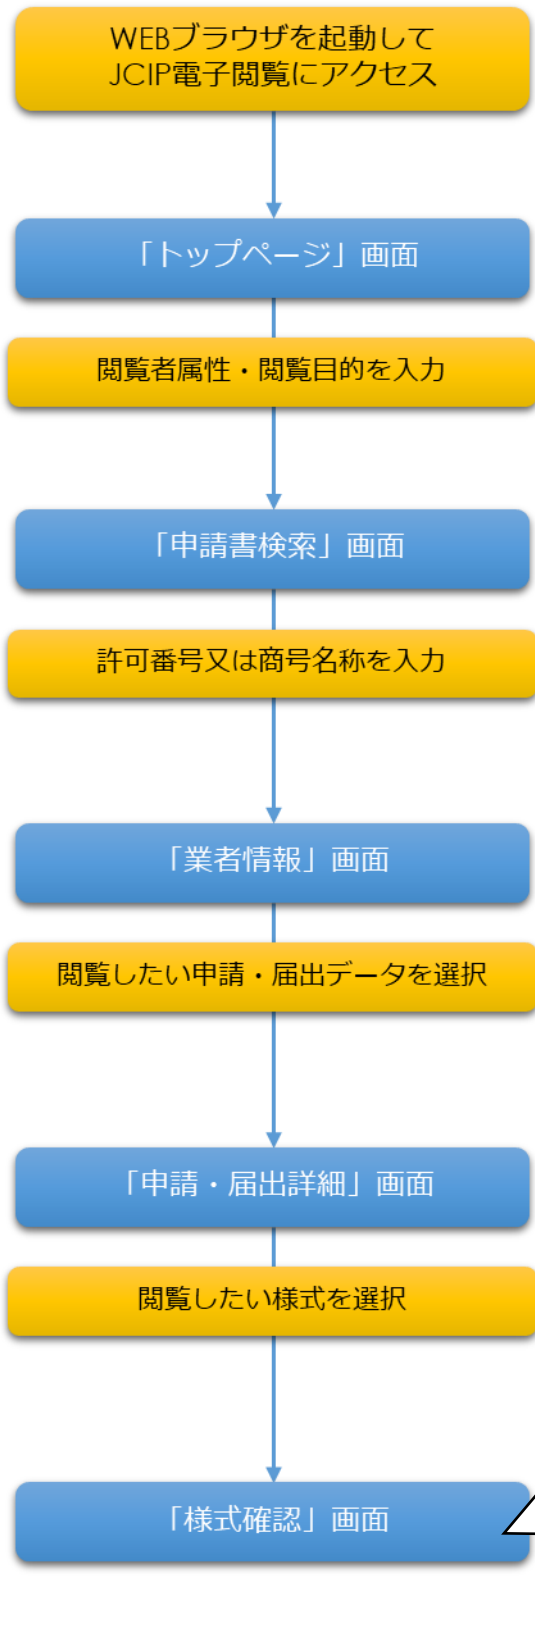 WEBブラウザを起動して
JCIP電子閲覧にアクセス
「トップページ」画面
閲覧者属性・閲覧目的を入力
「申請書検索」画面
許可番号又は商号名称を入力
「業者情報」画面
閲覧したい申請・届出データを選択
「申請・届出詳細」画面
閲覧したい様式を選択
「様式確認」画面